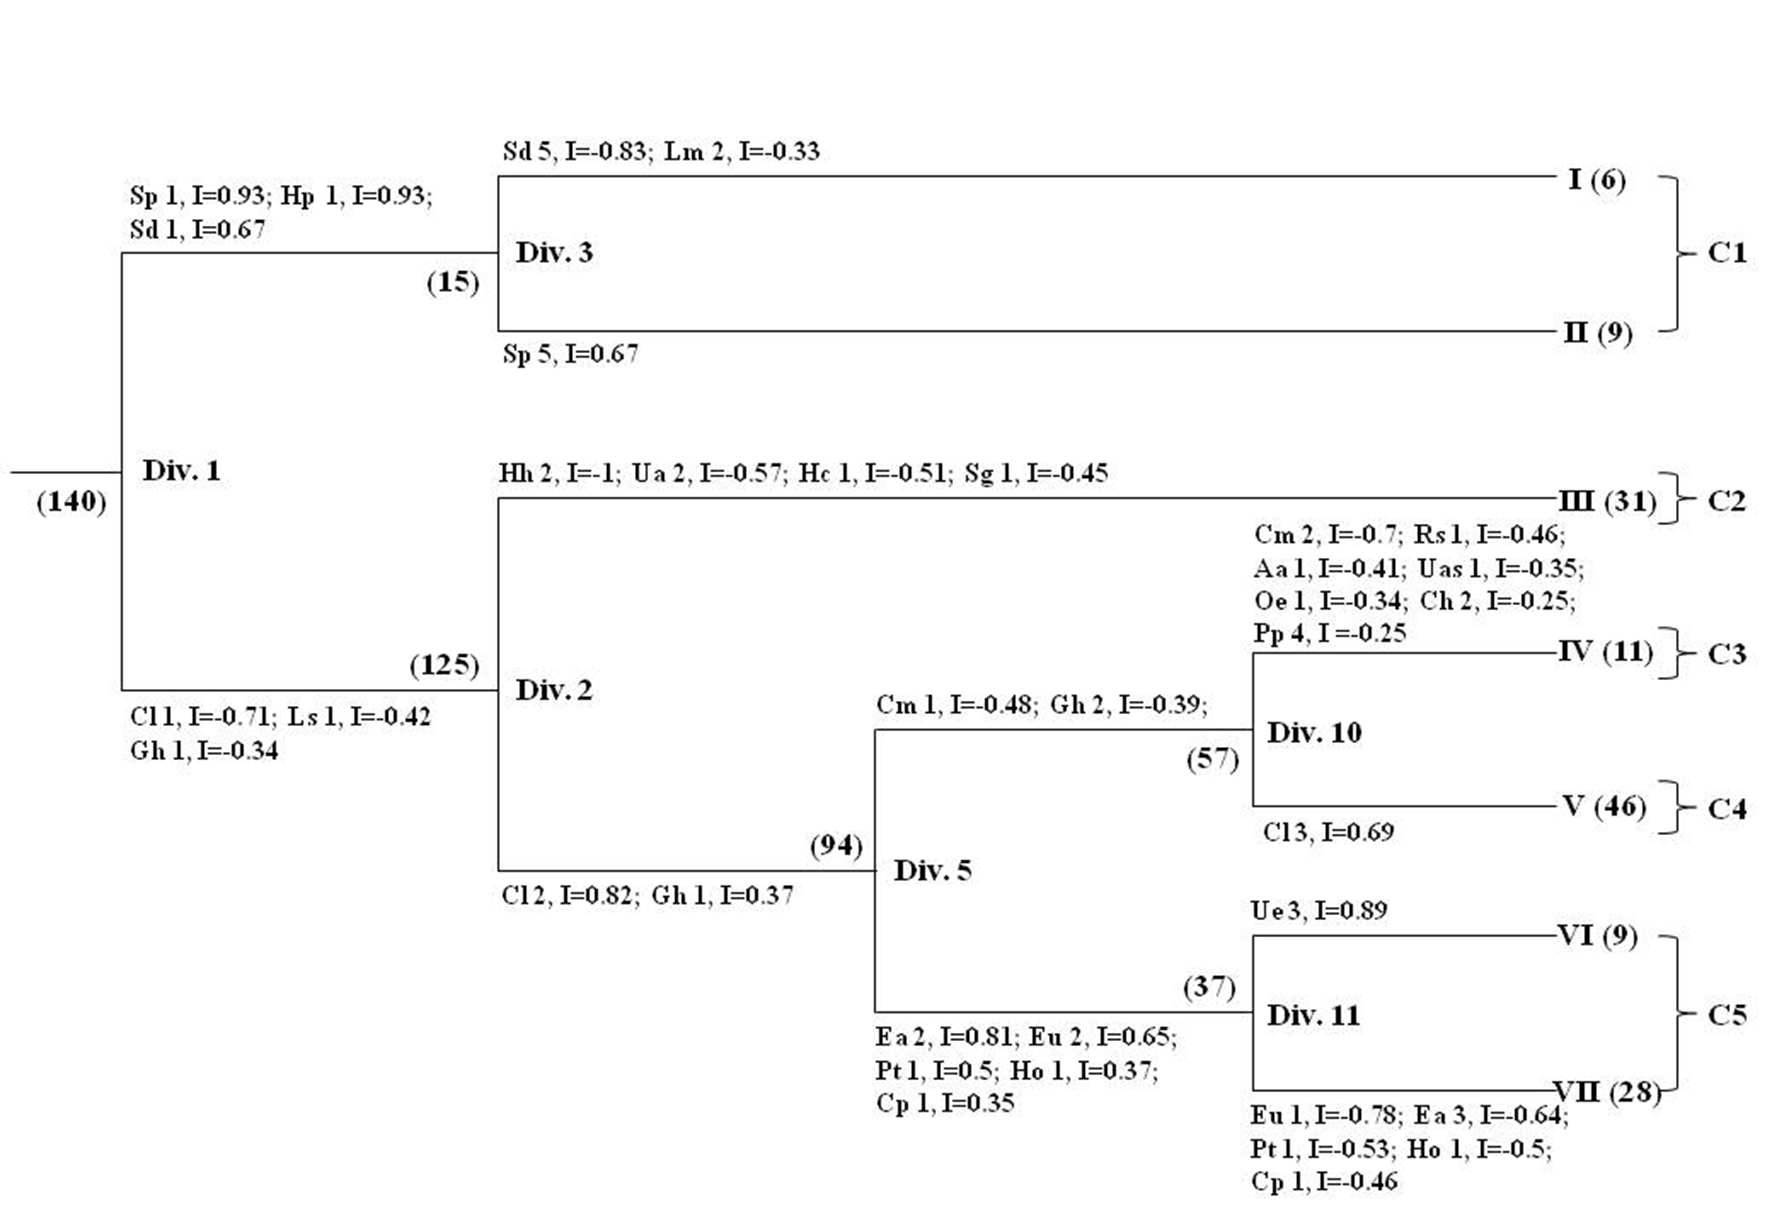 Sd 5, I=-0.83; Lm 2, I=-0.33
I (6)
Sp 1, I=0.93; Hp 1, I=0.93;
Sd 1, I=0.67
Div. 3
C1
(15)
II (9)
Sp 5, I=0.67
Div. 1
(140)
Hh 2, I=-1; Ua 2, I=-0.57; Hc 1, I=-0.51; Sg 1, I=-0.45
III (31)
C2
Cm 2, I=-0.7; Rs 1, I=-0.46;
Aa 1, I=-0.41; Uas 1, I=-0.35;
Oe 1, I=-0.34; Ch 2, I=-0.25;
Pp 4, I =-0.25
IV (11)
C3
(125)
Div. 2
Cl 1, I=-0.71; Ls 1, I=-0.42
Gh 1, I=-0.34
Cm 1, I=-0.48; Gh 2, I=-0.39;
Div. 10
(57)
V (46)
C4
Cl 3, I=0.69
(94)
Div. 5
Cl 2, I=0.82; Gh 1, I=0.37
Ue 3, I=0.89
VI (9)
(37)
Div. 11
C5
Ea 2, I=0.81; Eu 2, I=0.65;
Pt 1, I=0.5; Ho 1, I=0.37;
Cp 1, I=0.35
VII (28)
Eu 1, I=-0.78; Ea 3, I=-0.64;
Pt 1, I=-0.53; Ho 1, I=-0.5;
Cp 1, I=-0.46